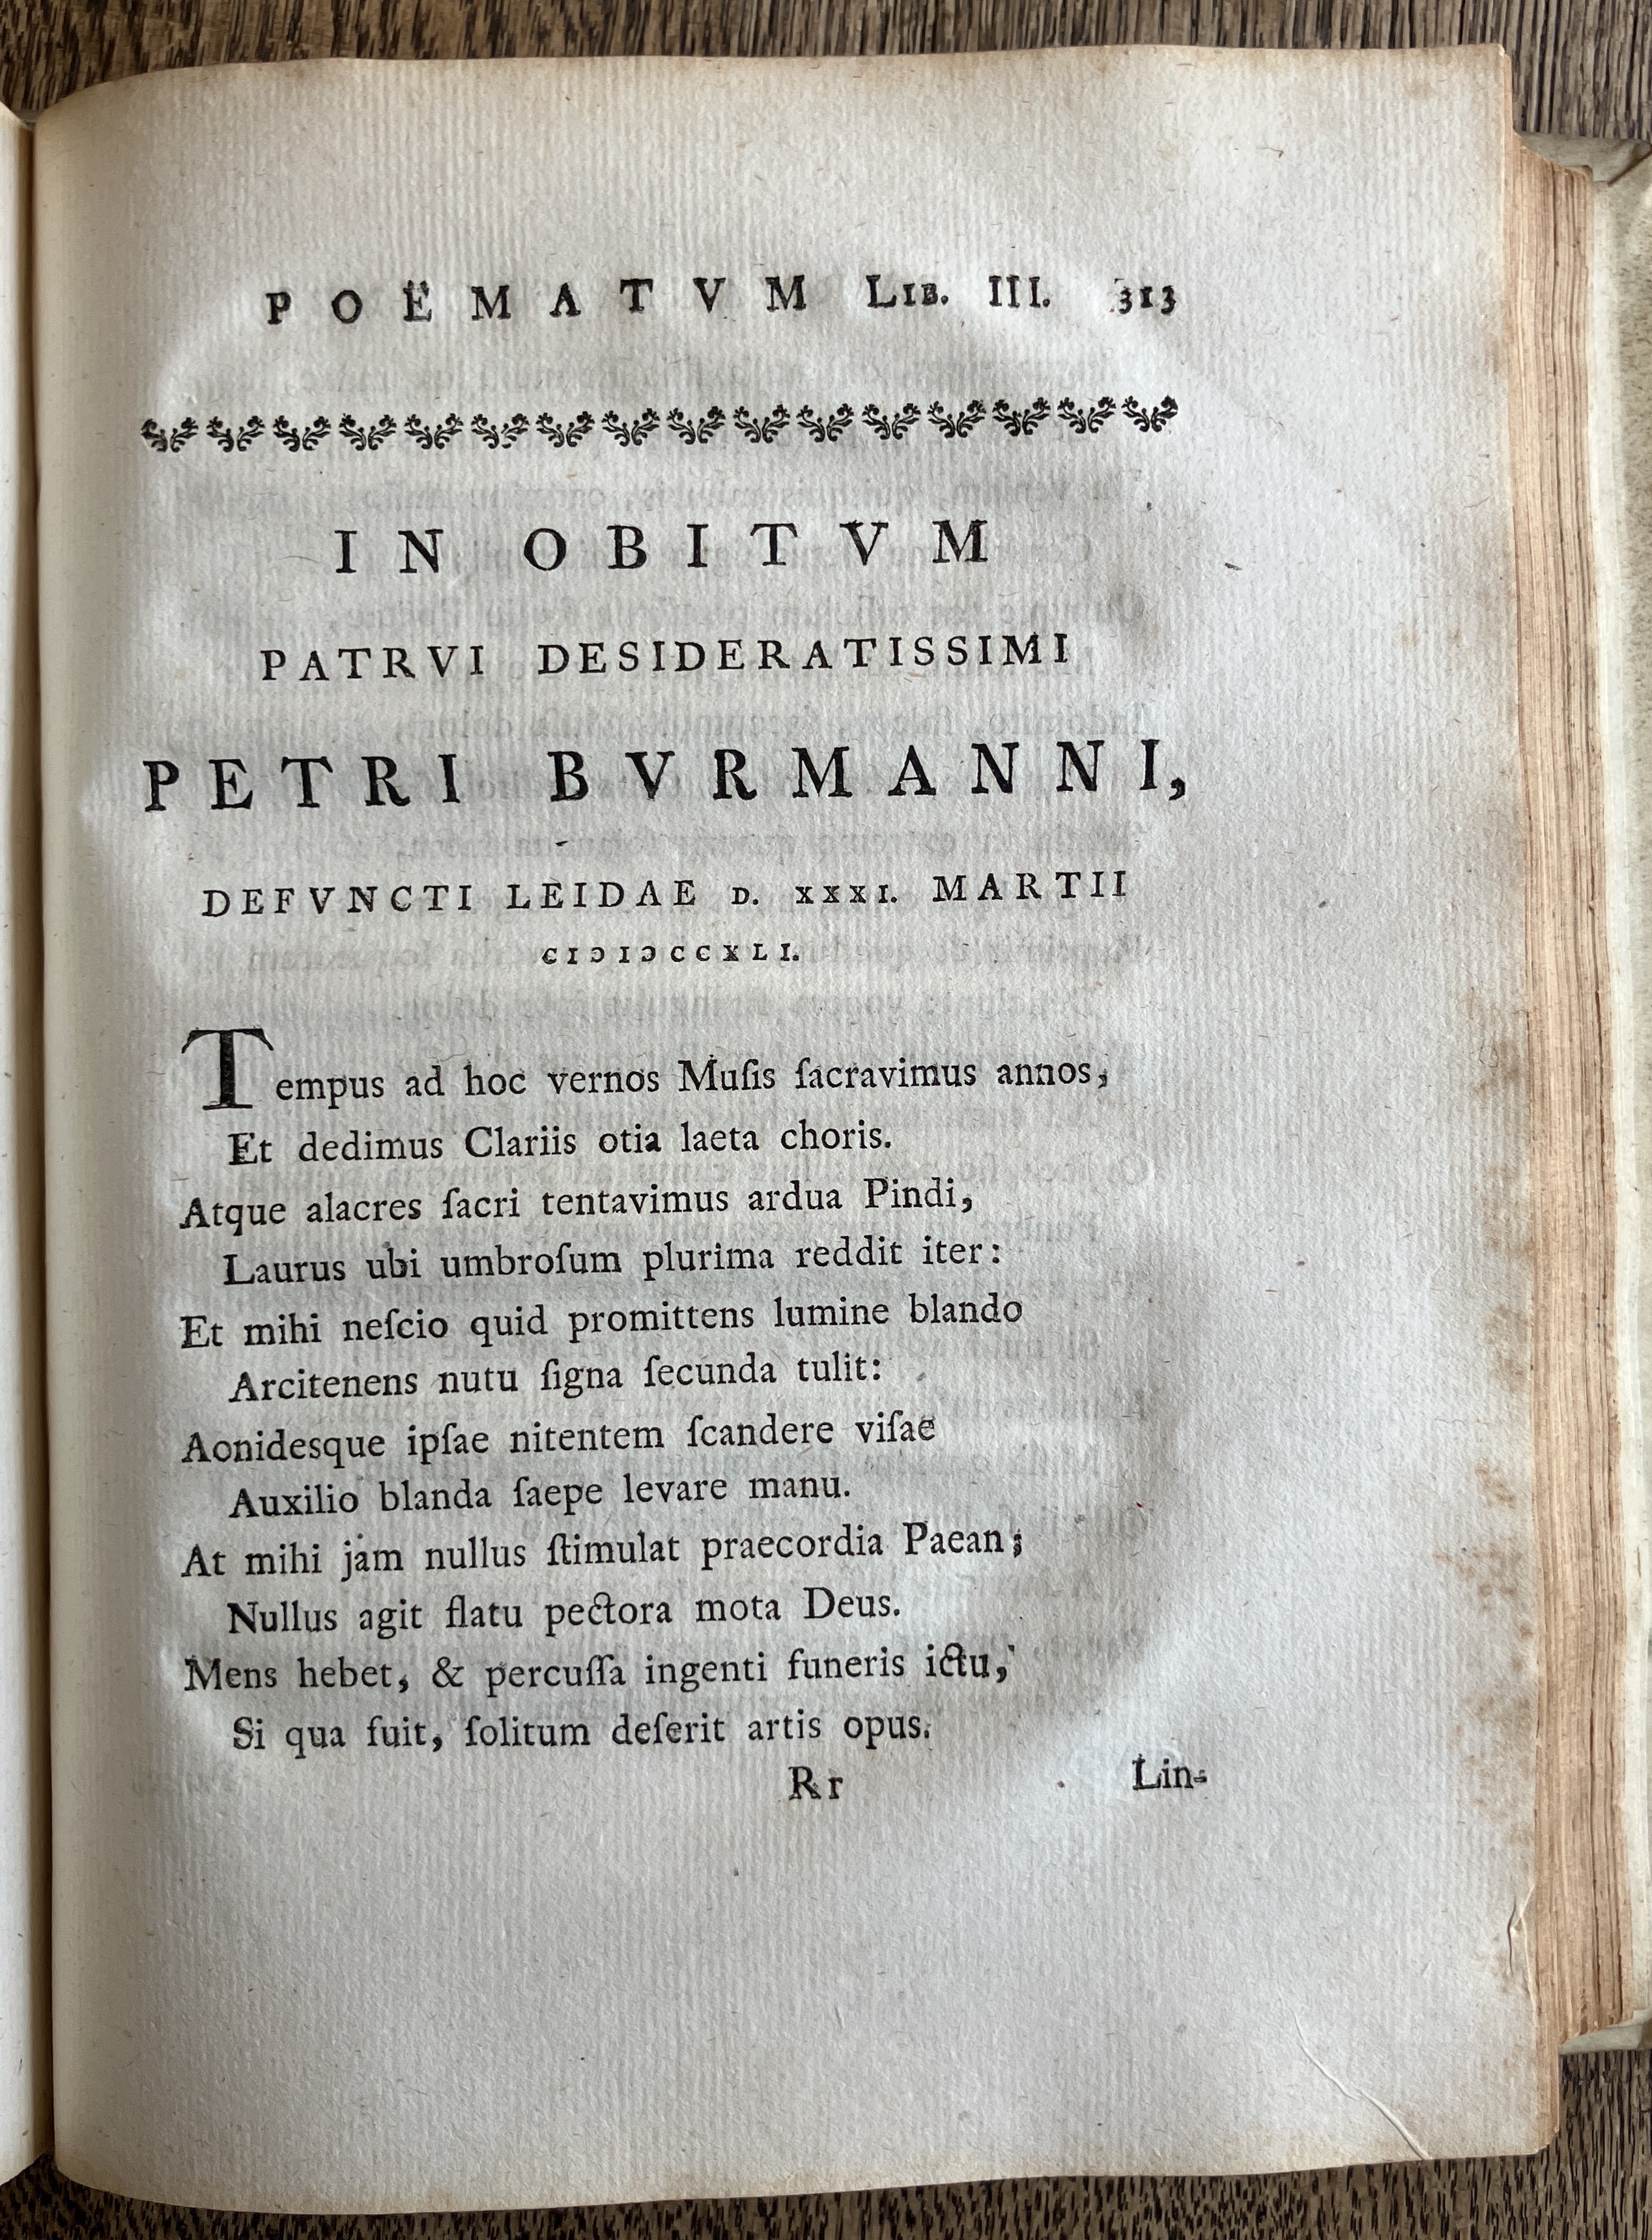 POËMATVM LIB. III. 313
IN OBITVM
PATRVI DESIDERATISSIMI
PETRI BVRMANNI,
DEFVNCTI LEIDAE D. XXXI. MARTII
CIↃIↃCCXLI.
Tempus ad hoc vernos Muſis ſacravimus annos,
Et dedimus Clariis otia laeta choris.
Atque alacres ſacri tentavimus ardua Pindi,
Laurus ubi umbroſum plurima reddit iter:
Et mihi neſcio quid promittens lumine blando
Arcitenens nutu ſigna ſecunda tulit:
Aonidesque ipſae nitentem ſcandere viſae
Auxilio blanda ſaepe levare manu.
At mihi jam nullus ſtimulat praecordia Paean;
Nullus agit flatu pectora mota Deus.
Mens hebet, & percuſſa ingenti funeris ictu,
Si qua fuit, ſolitum deſerit artis opus.
Rr Lin-